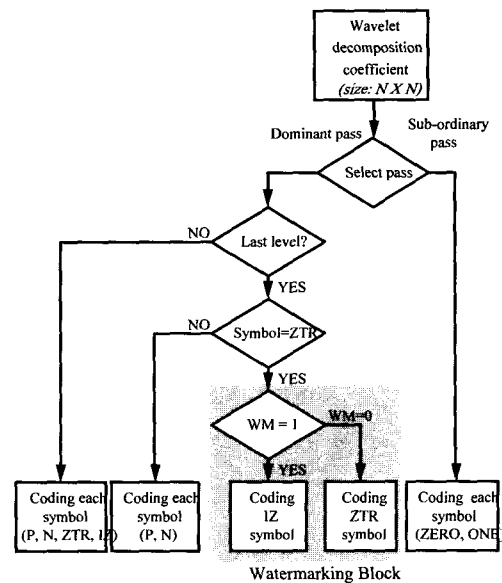 Wavelet
decomposition
coefficient
(size: N X N)
Dominant pass
Sub-ordinary
pass
Select pass
NO
Last level?
YES
NO
Symbol=ZTR
YES
WM = 1
WM=0
YES
Coding each
symbol
(P, N, ZTR, IZ)
Coding each
symbol
(P, N)
Coding
IZ
symbol
Coding
ZTR
symbol
Coding each
symbol
(ZERO, ONE)
Watermarking Block